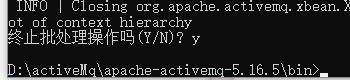 INFO | Closing org.apache.activemq.xbean.X
ot of context hierarchy
终止批处理操作吗(Y/N)? y
D:\activeMq\apache-activemq-5.16.5\bin>